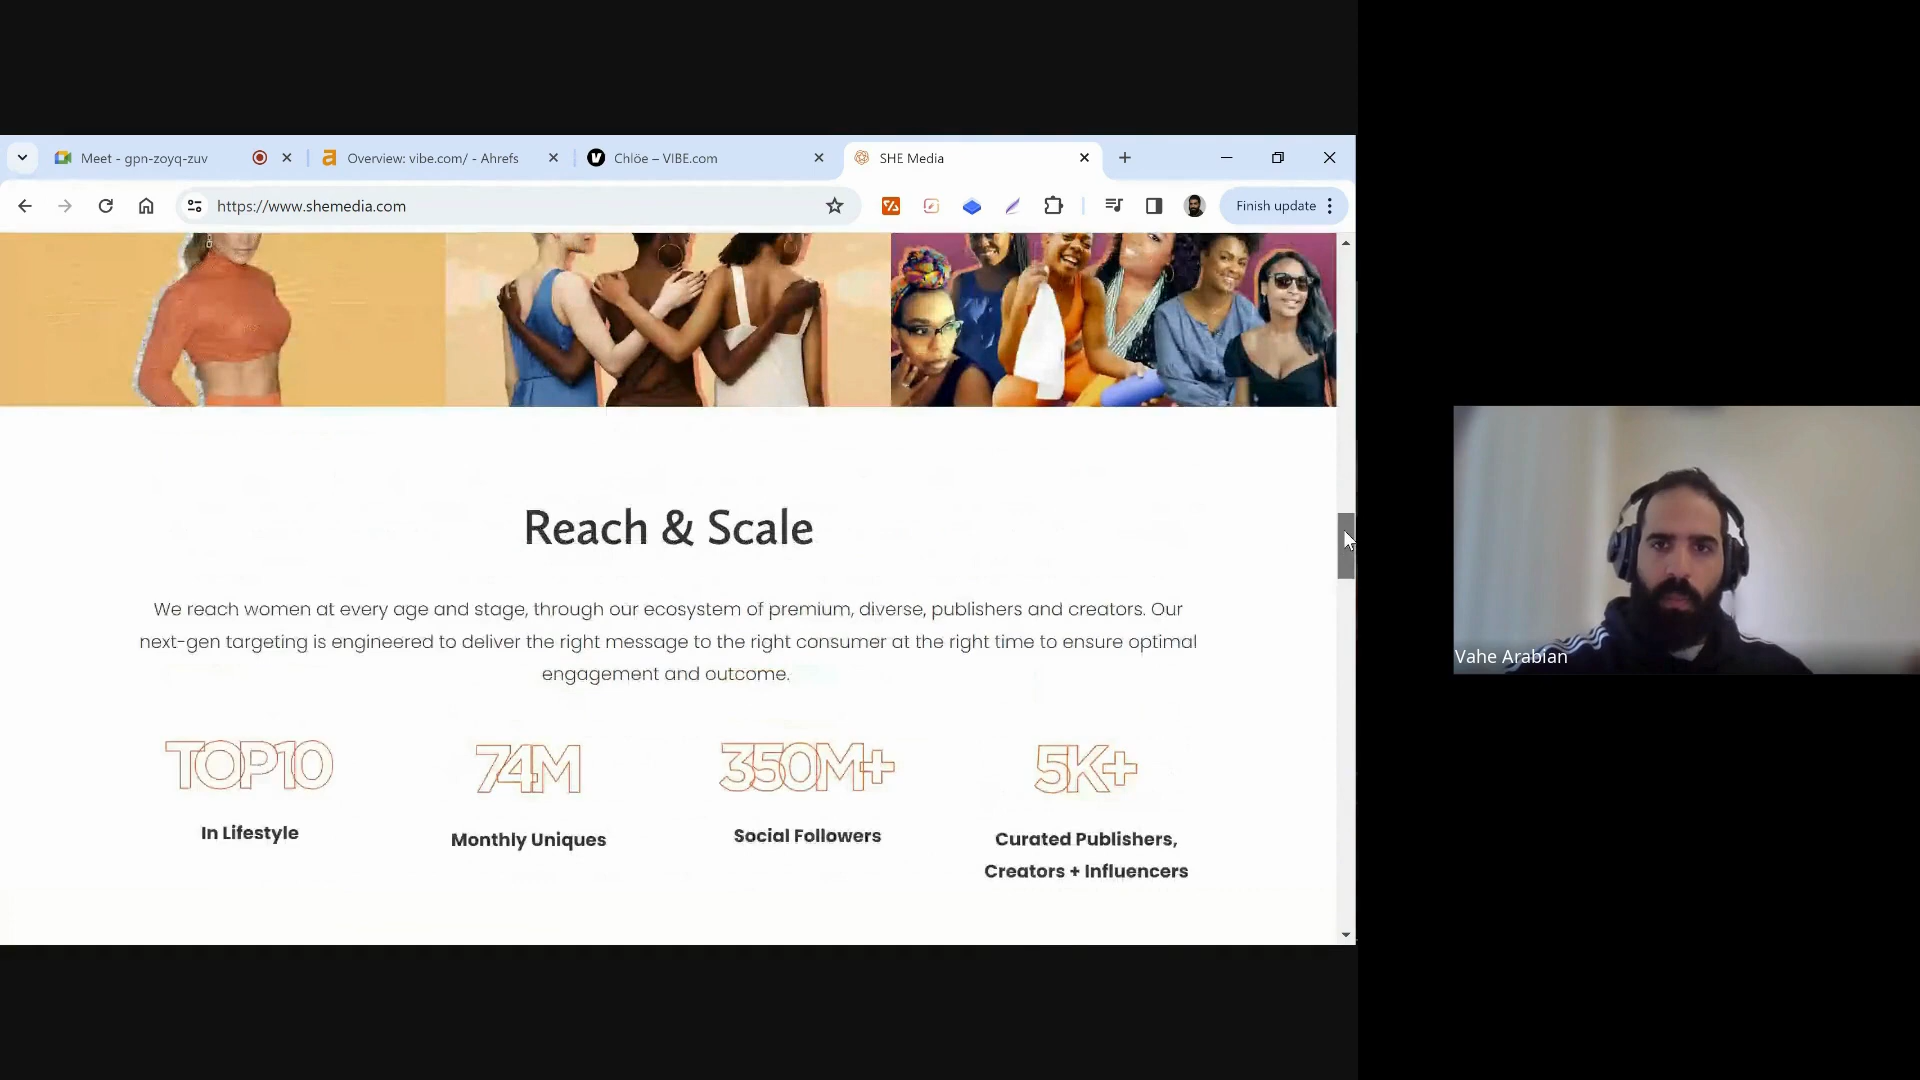 Meet - gpn-zoyq-zuv
Overview: vibe.com/ - Ahrefs
Chlöe – VIBE.com
SHE Media
https://www.shemedia.com
Finish update
Reach & Scale
We reach women at every age and stage, through our ecosystem of premium, diverse, publishers and creators. Our
next-gen targeting is engineered to deliver the right message to the right consumer at the right time to ensure optimal
engagement and outcome.
TOP10
74M
350M+
5K+
In Lifestyle
Monthly Uniques
Social Followers
Curated Publishers,
Creators + Influencers
Vahe Arabian